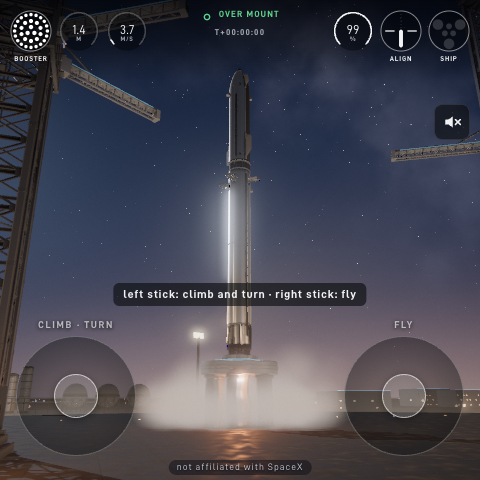 OVER MOUNT
T+00:00:00
1.4
M
3.7
M/S
99
%
BOOSTER
ALIGN
SHIP
left stick: climb and turn · right stick: fly
CLIMB · TURN
FLY
not affiliated with SpaceX